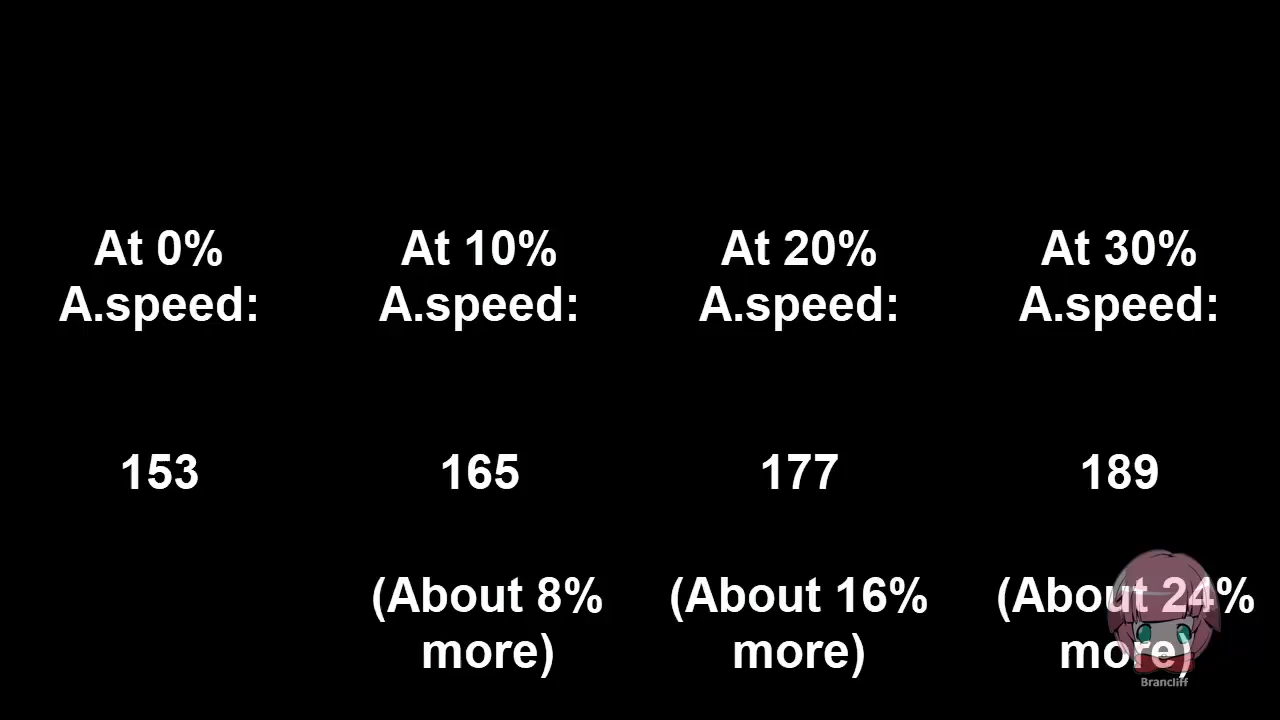 At 0%
A.speed:
153
At 10%
A.speed:
165
(About 8%
more)
At 20%
A.speed:
177
(About 16%
more)
At 30%
A.speed:
189
(About 24%
more)
Brancliff